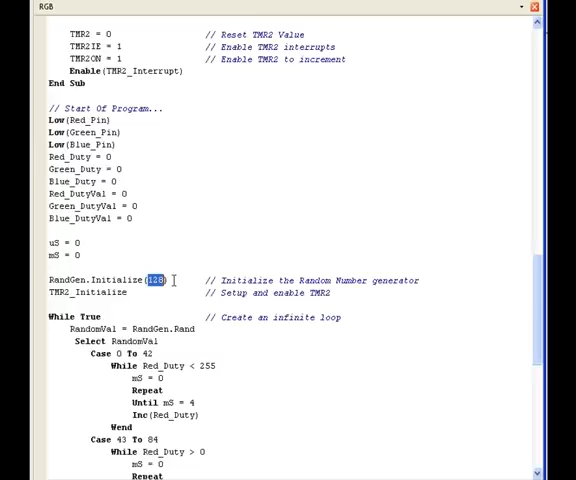 RGB
TMR2 = 0 // Reset TMR2 Value
TMR2IE = 1 // Enable TMR2 interrupts
TMR2ON = 1 // Enable TMR2 to increment
Enable(TMR2_Interrupt)
End Sub
// Start Of Program...
Low(Red_Pin)
Low(Green_Pin)
Low(Blue_Pin)
Red_Duty = 0
Green_Duty = 0
Blue_Duty = 0
Red_DutyVal = 0
Green_DutyVal = 0
Blue_DutyVal = 0
uS = 0
mS = 0
RandGen.Initialize(128) // Initialize the Random Number generator
TMR2_Initialize // Setup and enable TMR2
While True // Create an infinite loop
RandomVal = RandGen.Rand
Select RandomVal
Case 0 To 42
While Red_Duty < 255
mS = 0
Repeat
Until mS = 4
Inc(Red_Duty)
Wend
Case 43 To 84
While Red_Duty > 0
mS = 0
Repeat